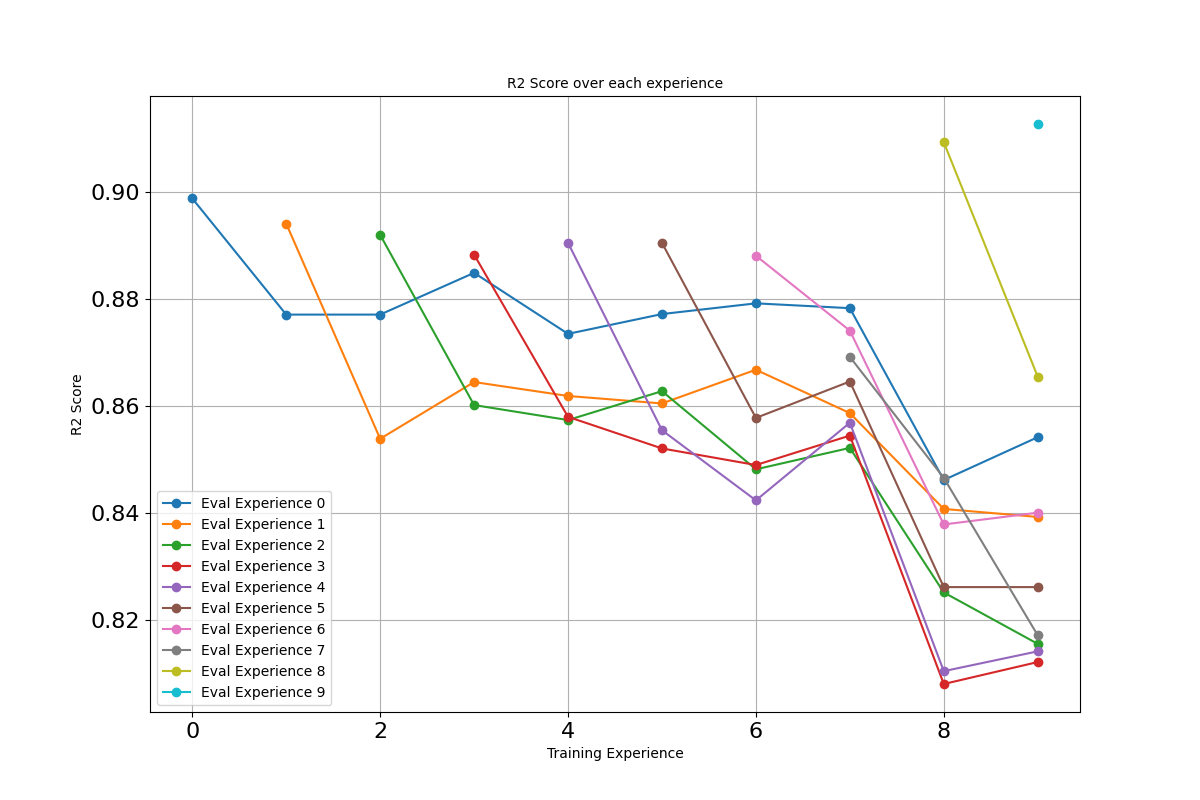 R2 Score over each experience
R2 Score
0.90
0.88
0.86
0.84
0.82
Eval Experience 0
Eval Experience 1
Eval Experience 2
Eval Experience 3
Eval Experience 4
Eval Experience 5
Eval Experience 6
Eval Experience 7
Eval Experience 8
Eval Experience 9
0 2 4 6 8
Training Experience